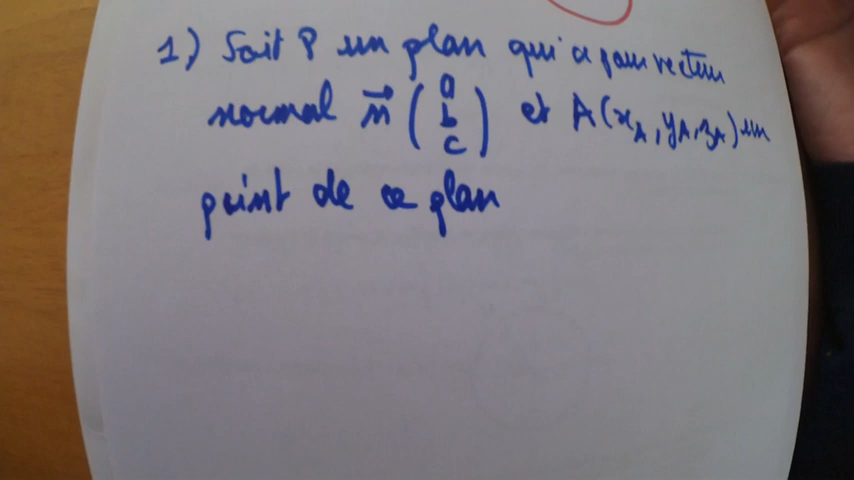 1) Soit P un plan qui a pour vecteur
normal n⃗ (a b c) et A(xA, yA, zA) un
point de ce plan